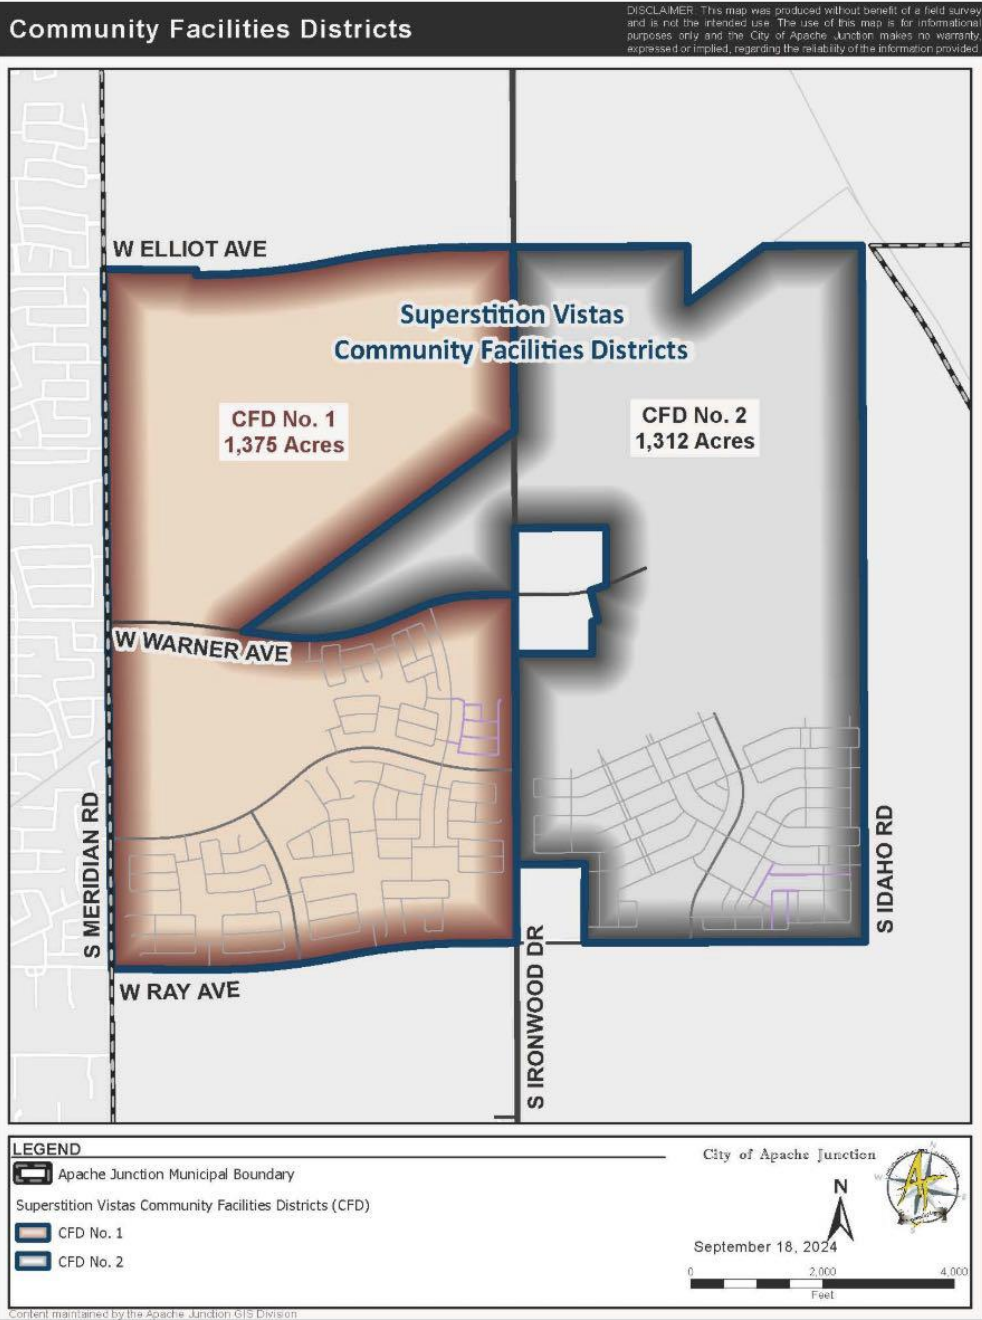 Community Facilities Districts
DISCLAIMER: This map was produced without benefit of a field survey
and is not the intended use. The use of this map is for informational
purposes only and the City of Apache Junction makes no warranty,
expressed or implied, regarding the reliability of the information provided.
W ELLIOT AVE
Superstition Vistas
Community Facilities Districts
CFD No. 1
1,375 Acres
CFD No. 2
1,312 Acres
W WARNER AVE
S MERIDIAN RD
S IDAHO RD
W RAY AVE
S IRONWOOD DR
LEGEND
Apache Junction Municipal Boundary
Superstition Vistas Community Facilities Districts (CFD)
CFD No. 1
CFD No. 2
City of Apache Junction
N
N
W
E
S
AJ
September 18, 2024
0 2,000 4,000
Feet
Content maintained by the Apache Junction GIS Division